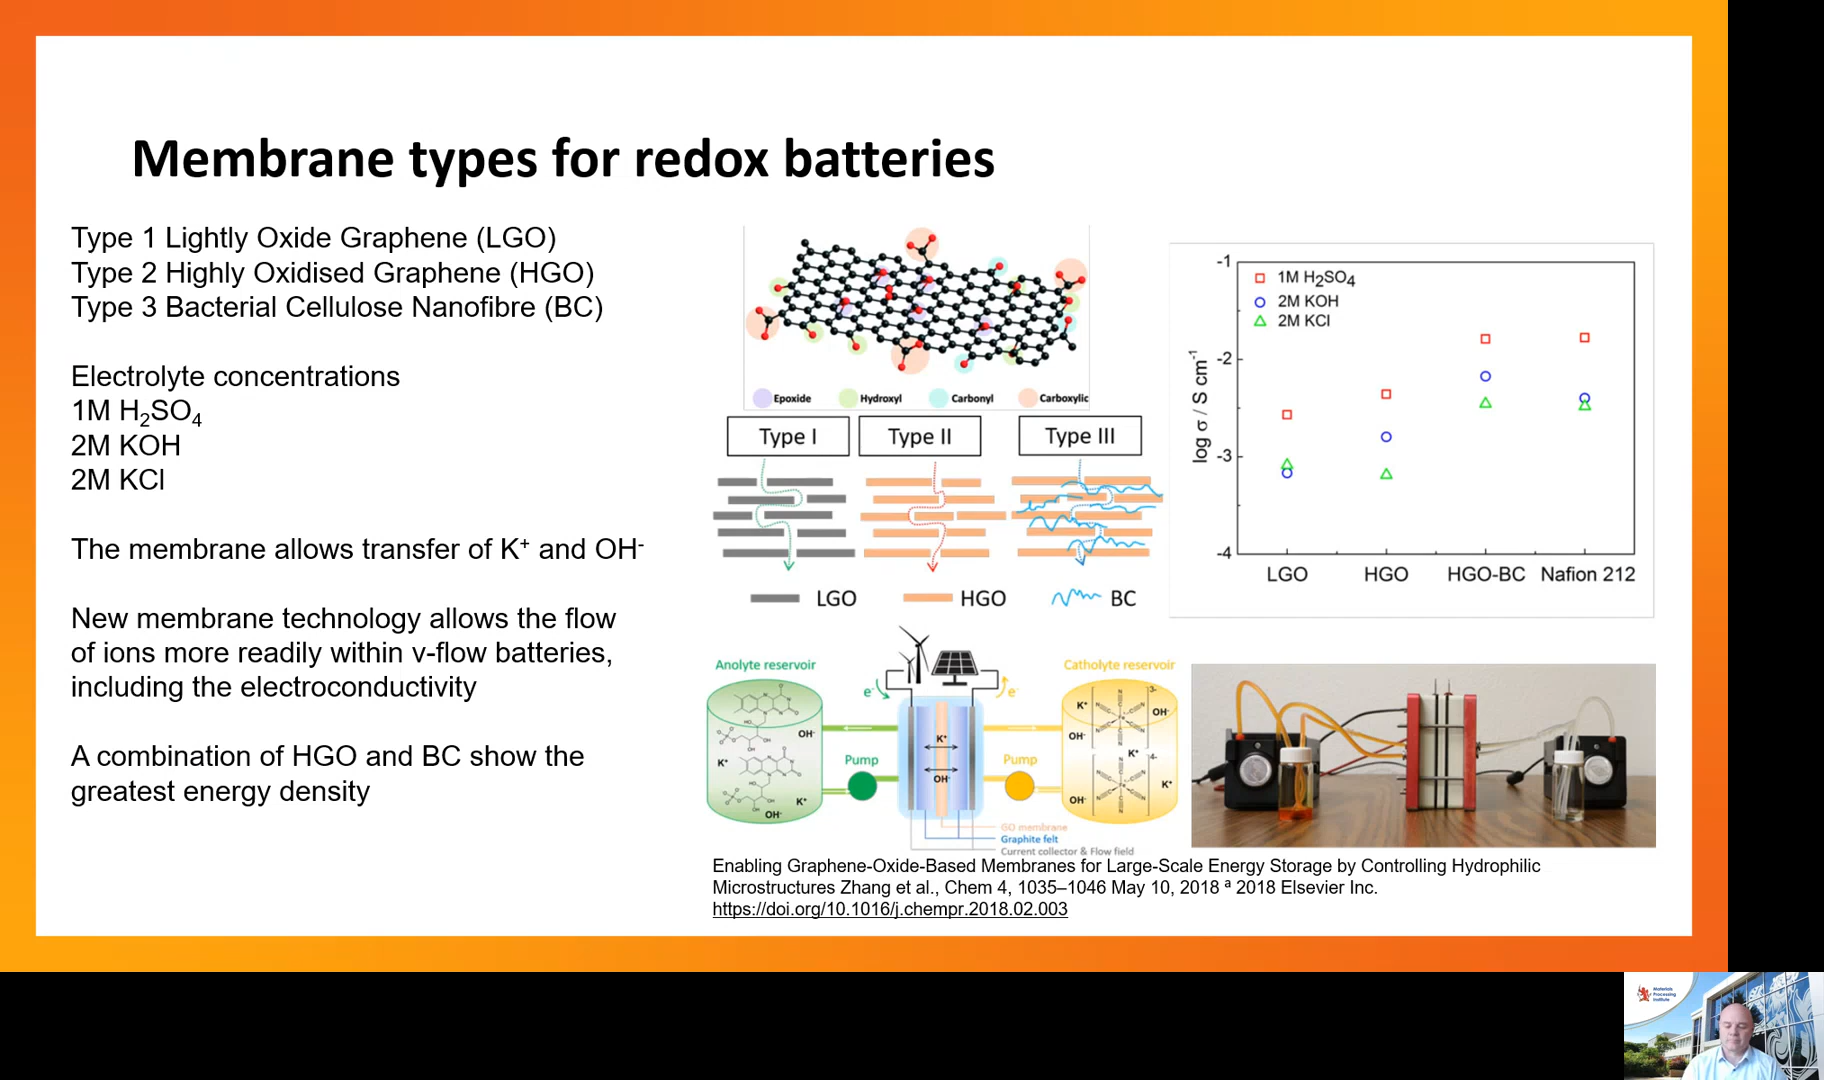 Membrane types for redox batteries
Type 1 Lightly Oxide Graphene (LGO)
Type 2 Highly Oxidised Graphene (HGO)
Type 3 Bacterial Cellulose Nanofibre (BC)
Electrolyte concentrations
1M H₂SO₄
2M KOH
2M KCl
The membrane allows transfer of K⁺ and OH⁻
New membrane technology allows the flow
of ions more readily within v-flow batteries,
including the electroconductivity
A combination of HGO and BC show the
greatest energy density
Epoxide Hydroxyl Carbonyl Carboxylic
Type I Type II Type III
LGO HGO BC
-1
-2
-3
-4
log σ / S cm⁻¹
1M H₂SO₄
2M KOH
2M KCl
LGO HGO HGO-BC Nafion 212
Anolyte reservoir
Catholyte reservoir
e⁻
e⁻
OH⁻
K⁺
K⁺
OH⁻
Pump
Pump
K⁺
OH⁻
K⁺
OH⁻
OH⁻
K⁺
K⁺
OH⁻
3-
4-
GO membrane
Graphite felt
Current collector & Flow field
Enabling Graphene-Oxide-Based Membranes for Large-Scale Energy Storage by Controlling Hydrophilic
Microstructures Zhang et al., Chem 4, 1035–1046 May 10, 2018 ª 2018 Elsevier Inc.
https://doi.org/10.1016/j.chempr.2018.02.003
Materials
Processing
Institute